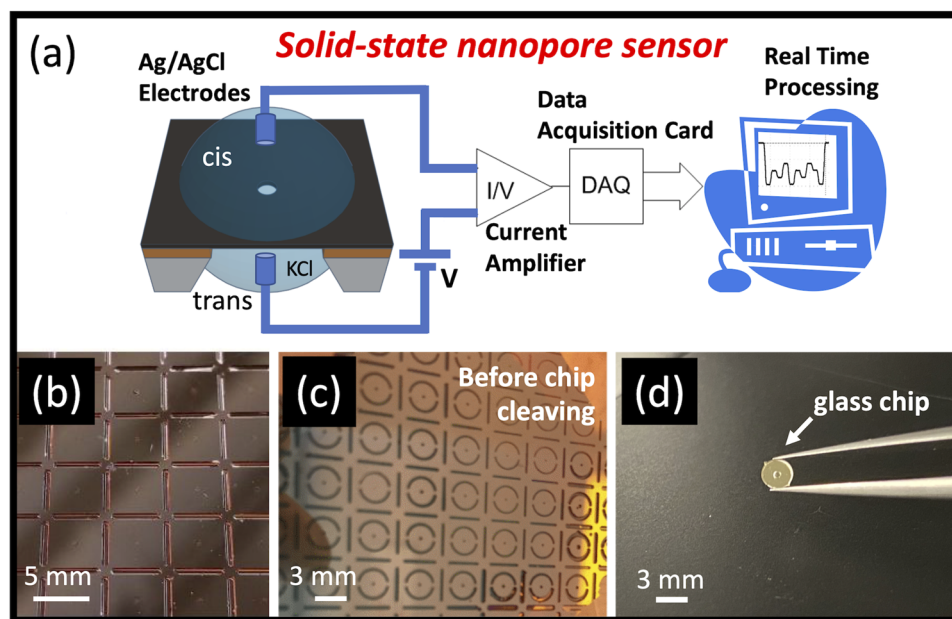 (a)
Solid-state nanopore sensor
Ag/AgCl
Electrodes
cis
trans
KCl
V
I/V
Current
Amplifier
Data
Acquisition Card
DAQ
Real Time
Processing
(b)
5 mm
(c)
Before chip
cleaving
3 mm
(d)
glass chip
3 mm